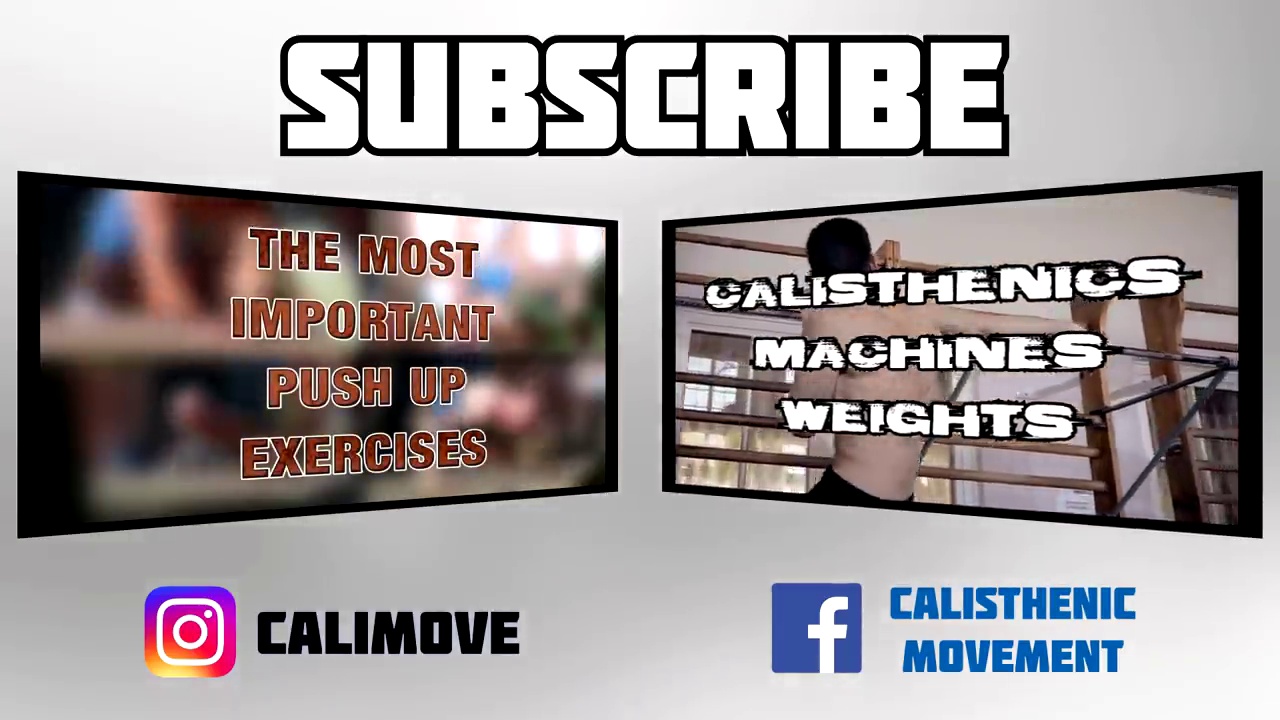 SUBSCRIBE
THE MOST
IMPORTANT
PUSH UP
EXERCISES
CALISTHENICS
MACHINES
WEIGHTS
CALIMOVE
CALISTHENIC
MOVEMENT